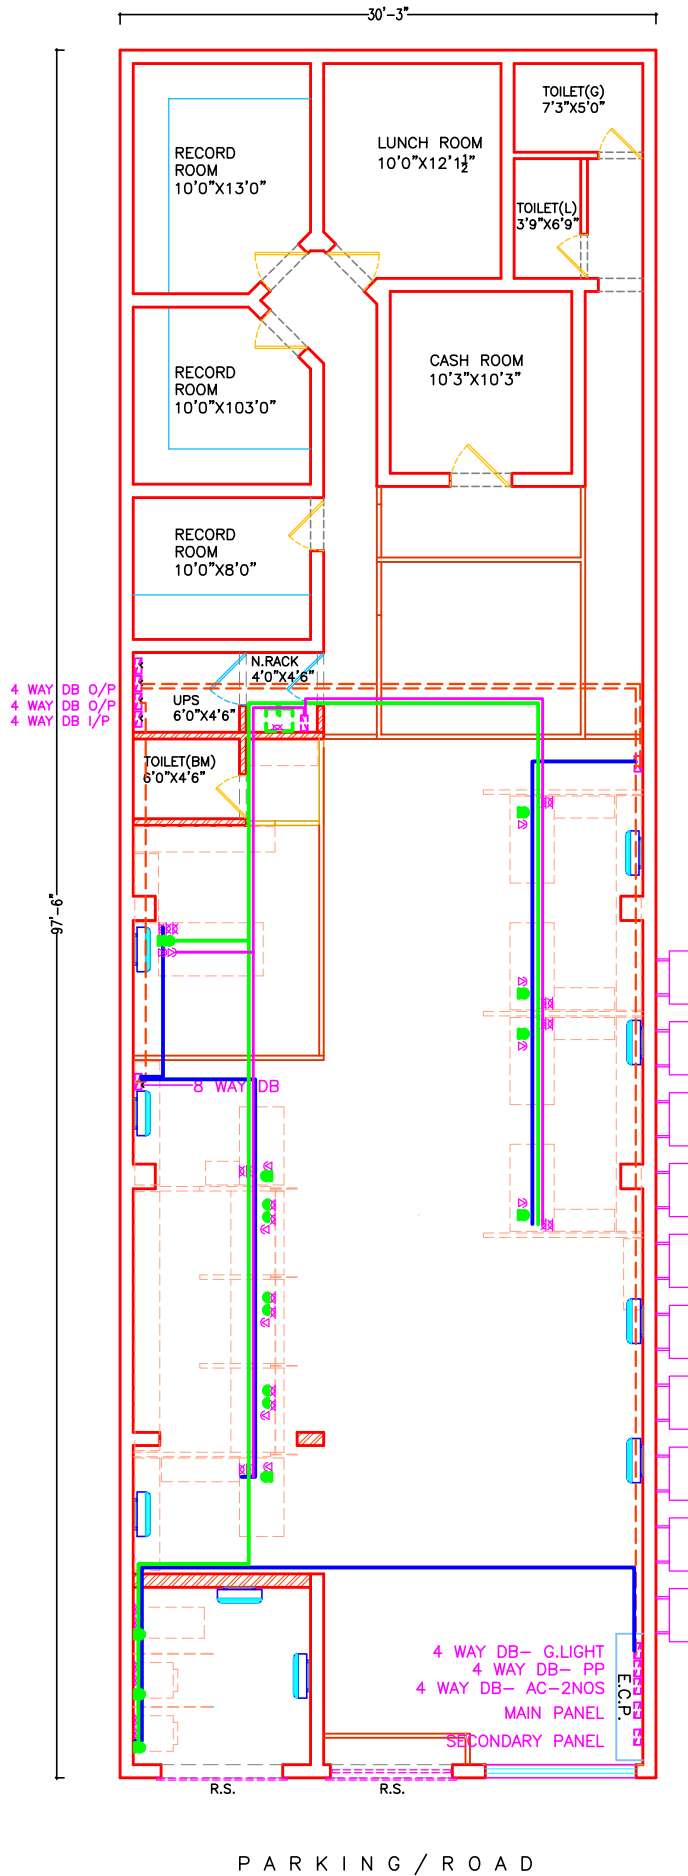 30'-3"
TOILET(G)
7'3"X5'0"
LUNCH ROOM
10'0"X12'1½"
RECORD
ROOM
10'0"X13'0"
TOILET(L)
3'9"X6'9"
CASH ROOM
10'3"X10'3"
RECORD
ROOM
10'0"X103'0"
RECORD
ROOM
10'0"X8'0"
N.RACK
4'0"X4'6"
4 WAY DB O/P
4 WAY DB O/P
4 WAY DB I/P
UPS
6'0"X4'6"
TOILET(BM)
6'0"X4'6"
97'-6"
8 WAY DB
4 WAY DB- G.LIGHT
4 WAY DB- PP
4 WAY DB- AC-2NOS
MAIN PANEL
SECONDARY PANEL
E.C.P.
R.S.
R.S.
PARKING/ROAD